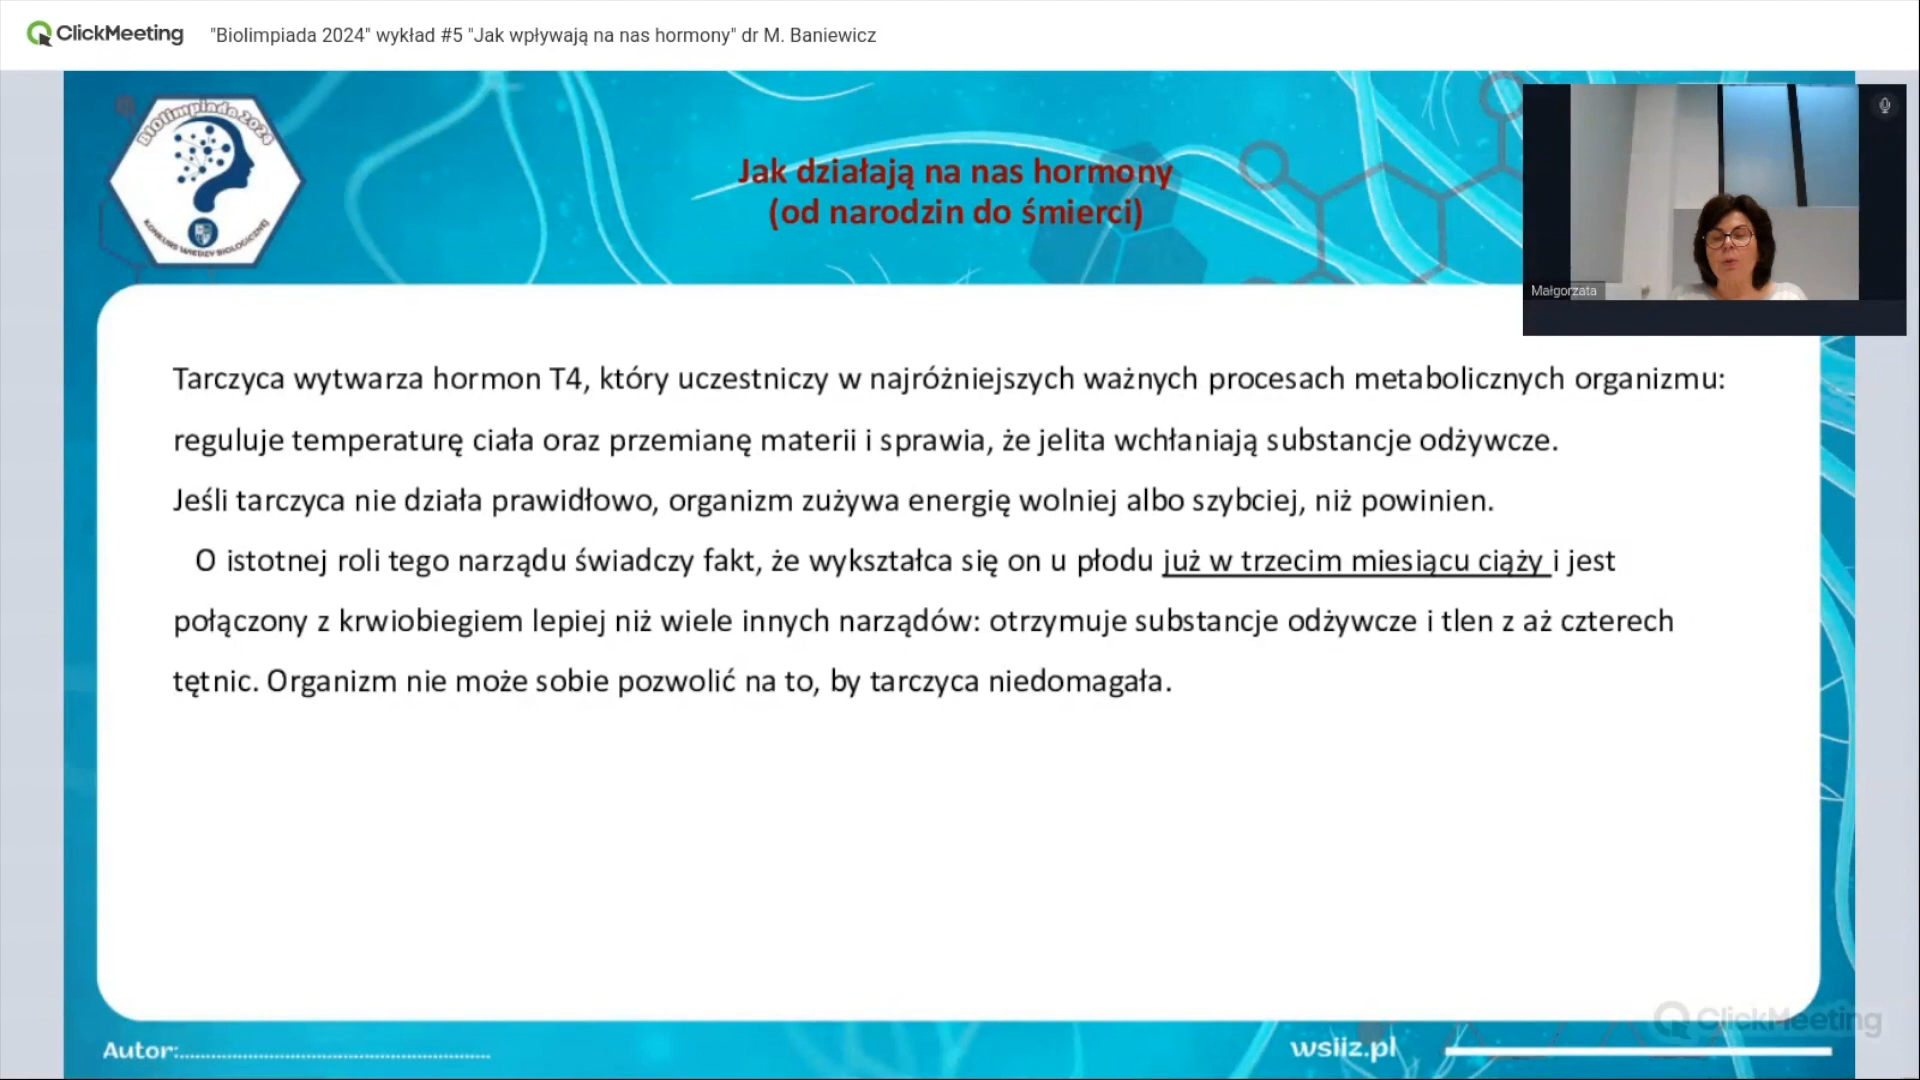 ClickMeeting "Biolimpiada 2024" wykład #5 "Jak wpływają na nas hormony" dr M. Baniewicz
BIOlimpiada 2024
KONKURS WIEDZY BIOLOGICZNEJ
Jak działają na nas hormony
(od narodzin do śmierci)
Małgorzata
Tarczyca wytwarza hormon T4, który uczestniczy w najróżniejszych ważnych procesach metabolicznych organizmu:
reguluje temperaturę ciała oraz przemianę materii i sprawia, że jelita wchłaniają substancje odżywcze.
Jeśli tarczyca nie działa prawidłowo, organizm zużywa energię wolniej albo szybciej, niż powinien.
O istotnej roli tego narządu świadczy fakt, że wykształca się on u płodu już w trzecim miesiącu ciąży i jest
połączony z krwiobiegiem lepiej niż wiele innych narządów: otrzymuje substancje odżywcze i tlen z aż czterech
tętnic. Organizm nie może sobie pozwolić na to, by tarczyca niedomagała.
ClickMeeting
Autor:....................................................
wsiiz.pl